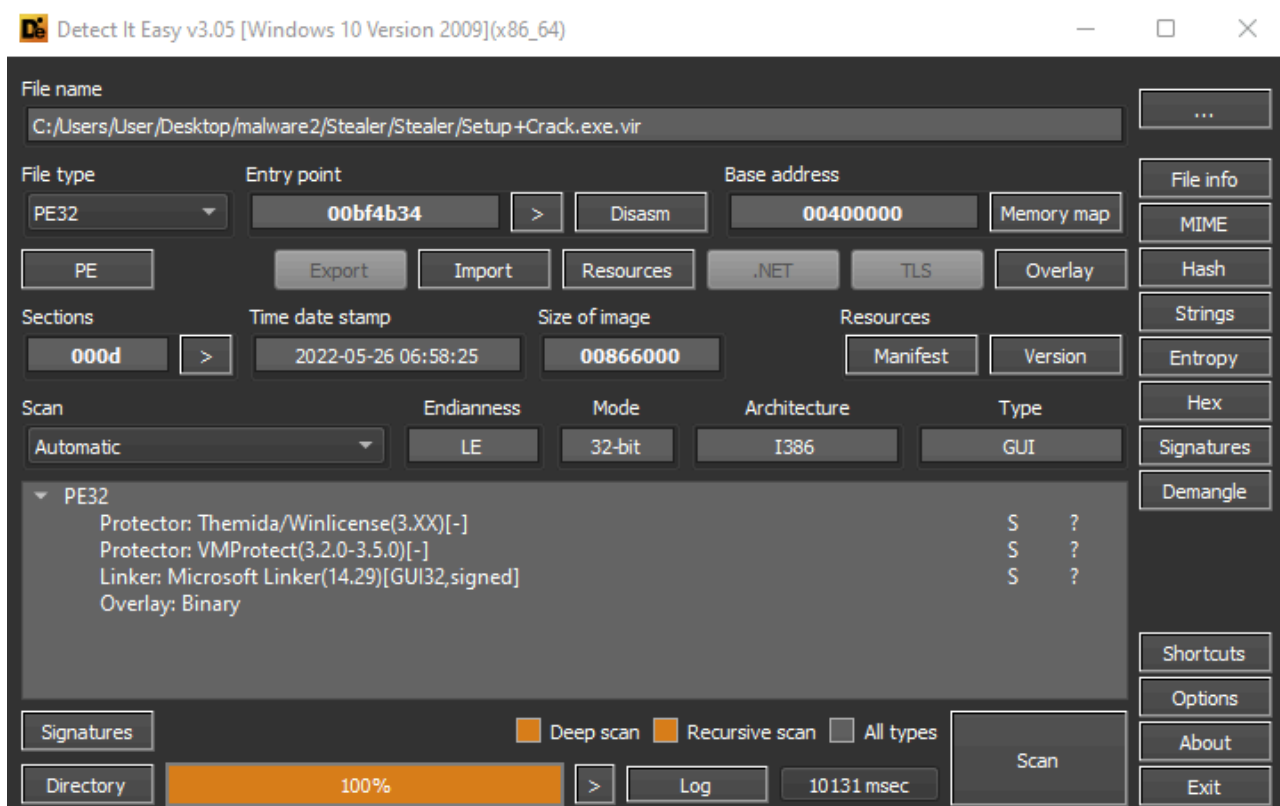 Detect It Easy v3.05 [Windows 10 Version 2009](x86_64)
File name
C:/Users/User/Desktop/malware2/Stealer/Stealer/Setup+Crack.exe.vir
...
File type Entry point Base address File info
PE32 00bf4b34 > Disasm 00400000 Memory map MIME
PE Export Import Resources .NET TLS Overlay Hash
Sections Time date stamp Size of image Resources Strings
000d > 2022-05-26 06:58:25 00866000 Manifest Version Entropy
Scan Endianness Mode Architecture Type Hex
Automatic LE 32-bit I386 GUI Signatures
PE32 Demangle
Protector: Themida/Winlicense(3.XX)[-] S ?
Protector: VMProtect(3.2.0-3.5.0)[-] S ?
Linker: Microsoft Linker(14.29)[GUI32,signed] S ?
Overlay: Binary
Shortcuts
Options
Signatures Deep scan Recursive scan All types Scan About
Directory 100% > Log 10131 msec Exit